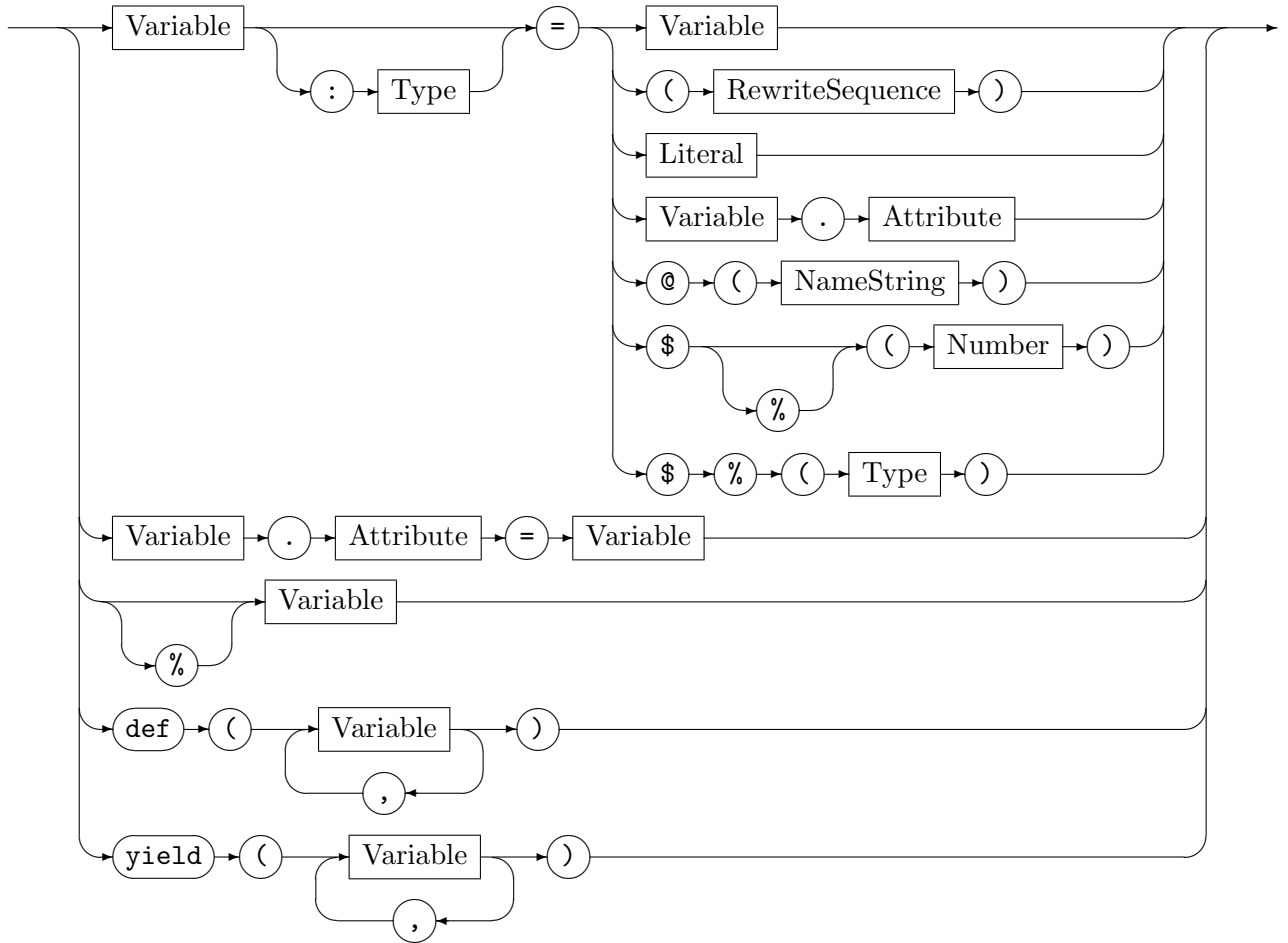 Variable = Variable
: Type ( RewriteSequence )
Literal
Variable . Attribute
@ ( NameString )
$ ( Number )
%
$ % ( Type )
Variable . Attribute = Variable
Variable
%
def ( Variable )
,
yield ( Variable )
,